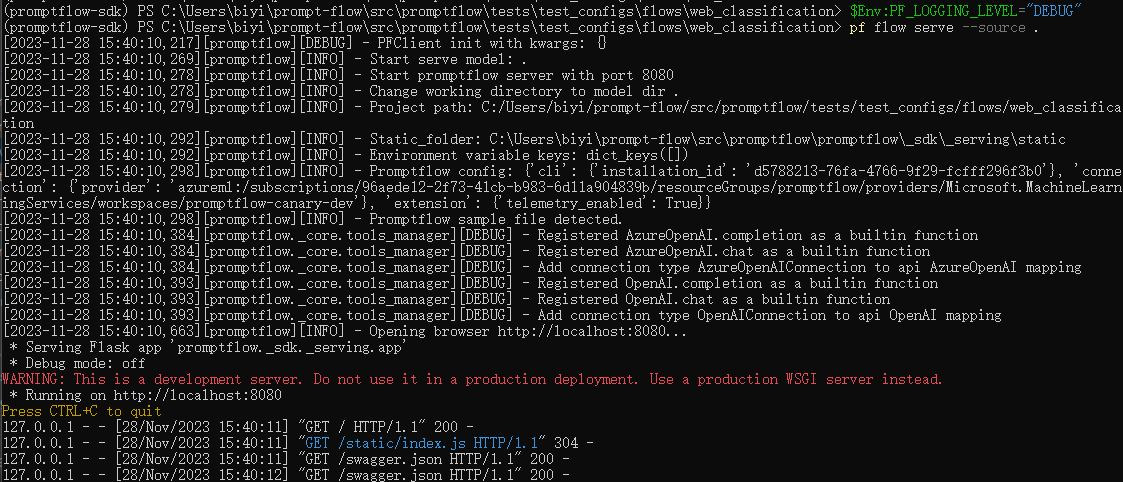 (promptflow-sdk) PS C:\Users\biyi\prompt-flow\src\promptflow\tests\test_configs\flows\web_classification> $Env:PF_LOGGING_LEVEL="DEBUG"
(promptflow-sdk) PS C:\Users\biyi\prompt-flow\src\promptflow\tests\test_configs\flows\web_classification> pf flow serve --source .
[2023-11-28 15:40:10,217][promptflow][DEBUG] - PFClient init with kwargs: {}
[2023-11-28 15:40:10,269][promptflow][INFO] - Start serve model: .
[2023-11-28 15:40:10,278][promptflow][INFO] - Start promptflow server with port 8080
[2023-11-28 15:40:10,278][promptflow][INFO] - Change working directory to model dir .
[2023-11-28 15:40:10,279][promptflow][INFO] - Project path: C:/Users/biyi/prompt-flow/src/promptflow/tests/test_configs/flows/web_classifica
tion
[2023-11-28 15:40:10,292][promptflow][INFO] - Static_folder: C:\Users\biyi\prompt-flow\src\promptflow\promptflow\_sdk\_serving\static
[2023-11-28 15:40:10,292][promptflow][INFO] - Environment variable keys: dict_keys([])
[2023-11-28 15:40:10,298][promptflow][INFO] - Promptflow config: {'cli': {'installation_id': 'd5788213-76fa-4766-9f29-fcfff296f3b0'}, 'conne
ction': {'provider': 'azureml:/subscriptions/96aede12-2f73-41cb-b983-6d11a904839b/resourceGroups/promptflow/providers/Microsoft.MachineLearn
ingServices/workspaces/promptflow-canary-dev'}, 'extension': {'telemetry_enabled': True}}
[2023-11-28 15:40:10,298][promptflow][INFO] - Promptflow sample file detected.
[2023-11-28 15:40:10,384][promptflow._core.tools_manager][DEBUG] - Registered AzureOpenAI.completion as a builtin function
[2023-11-28 15:40:10,384][promptflow._core.tools_manager][DEBUG] - Registered AzureOpenAI.chat as a builtin function
[2023-11-28 15:40:10,384][promptflow._core.tools_manager][DEBUG] - Add connection type AzureOpenAIConnection to api AzureOpenAI mapping
[2023-11-28 15:40:10,393][promptflow._core.tools_manager][DEBUG] - Registered OpenAI.completion as a builtin function
[2023-11-28 15:40:10,393][promptflow._core.tools_manager][DEBUG] - Registered OpenAI.chat as a builtin function
[2023-11-28 15:40:10,393][promptflow._core.tools_manager][DEBUG] - Add connection type OpenAIConnection to api OpenAI mapping
[2023-11-28 15:40:10,663][promptflow][INFO] - Opening browser http://localhost:8080...
 * Serving Flask app 'promptflow._sdk._serving.app'
 * Debug mode: off
WARNING: This is a development server. Do not use it in a production deployment. Use a production WSGI server instead.
 * Running on http://localhost:8080
Press CTRL+C to quit
127.0.0.1 - - [28/Nov/2023 15:40:11] "GET / HTTP/1.1" 200 -
127.0.0.1 - - [28/Nov/2023 15:40:11] "GET /static/index.js HTTP/1.1" 304 -
127.0.0.1 - - [28/Nov/2023 15:40:11] "GET /swagger.json HTTP/1.1" 200 -
127.0.0.1 - - [28/Nov/2023 15:40:12] "GET /swagger.json HTTP/1.1" 200 -